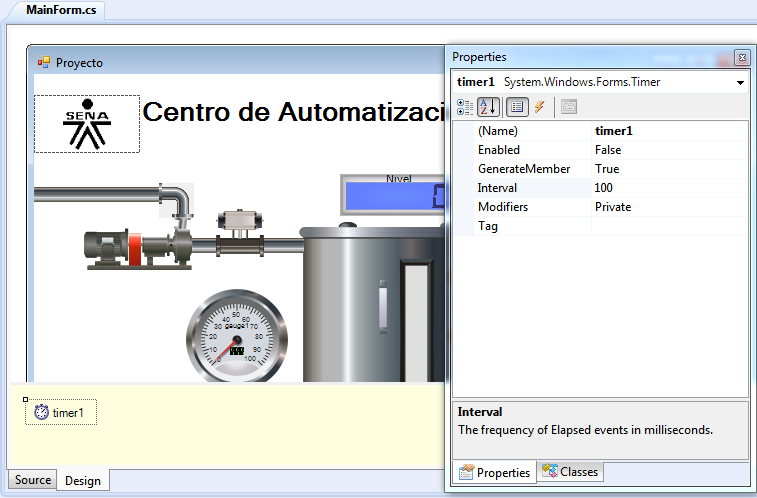 MainForm.cs
Proyecto
SENA
Centro de Automatizaci
Nivel
0
50
40 60
30 gauge1 70
20 80
10 90
0 100
timer1
Source Design
Properties
timer1 System.Windows.Forms.Timer
A
Z
(Name) timer1
Enabled False
GenerateMember True
Interval 100
Modifiers Private
Tag
Interval
The frequency of Elapsed events in milliseconds.
Properties Classes